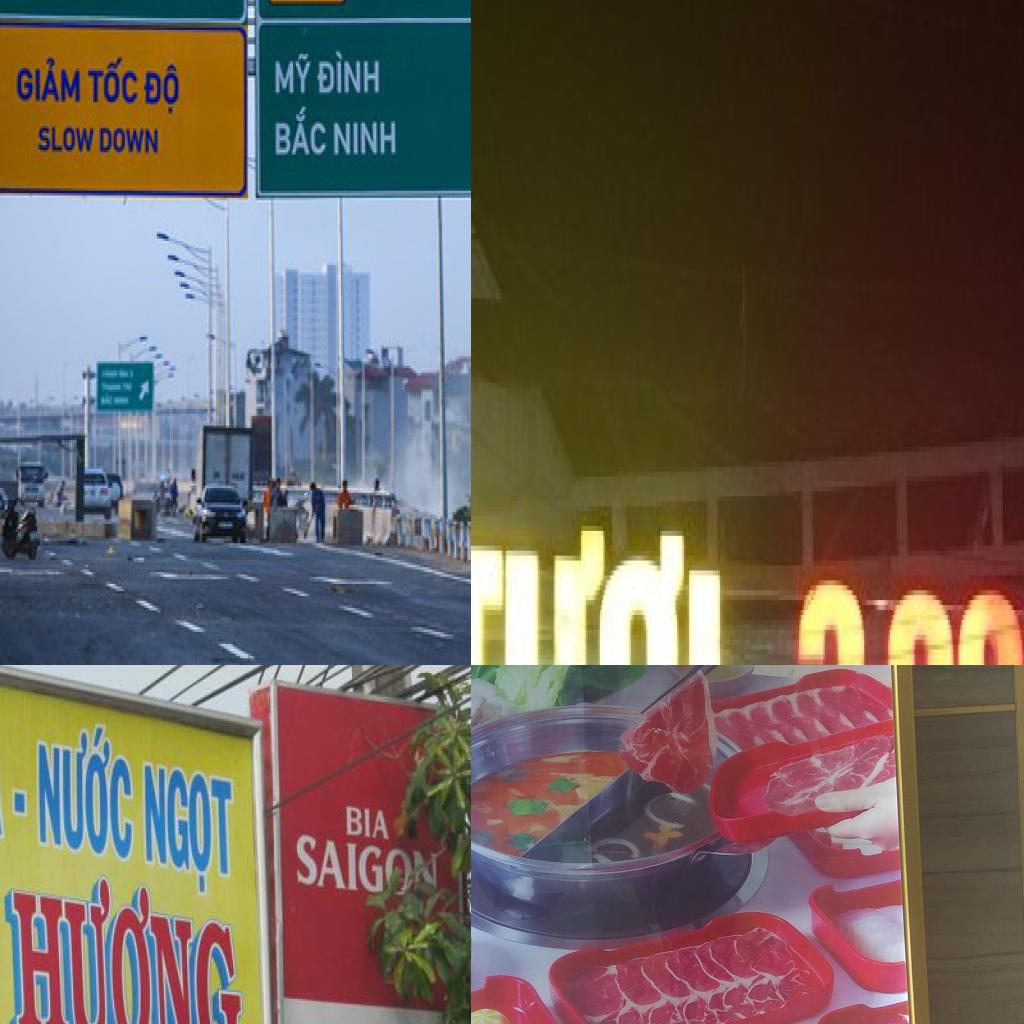 GIẢM TỐC ĐỘ
SLOW DOWN
MỸ ĐÌNH
BẮC NINH
TƯƠI
- NƯỚC NGỌT
HƯƠNG
BIA
SAIGON